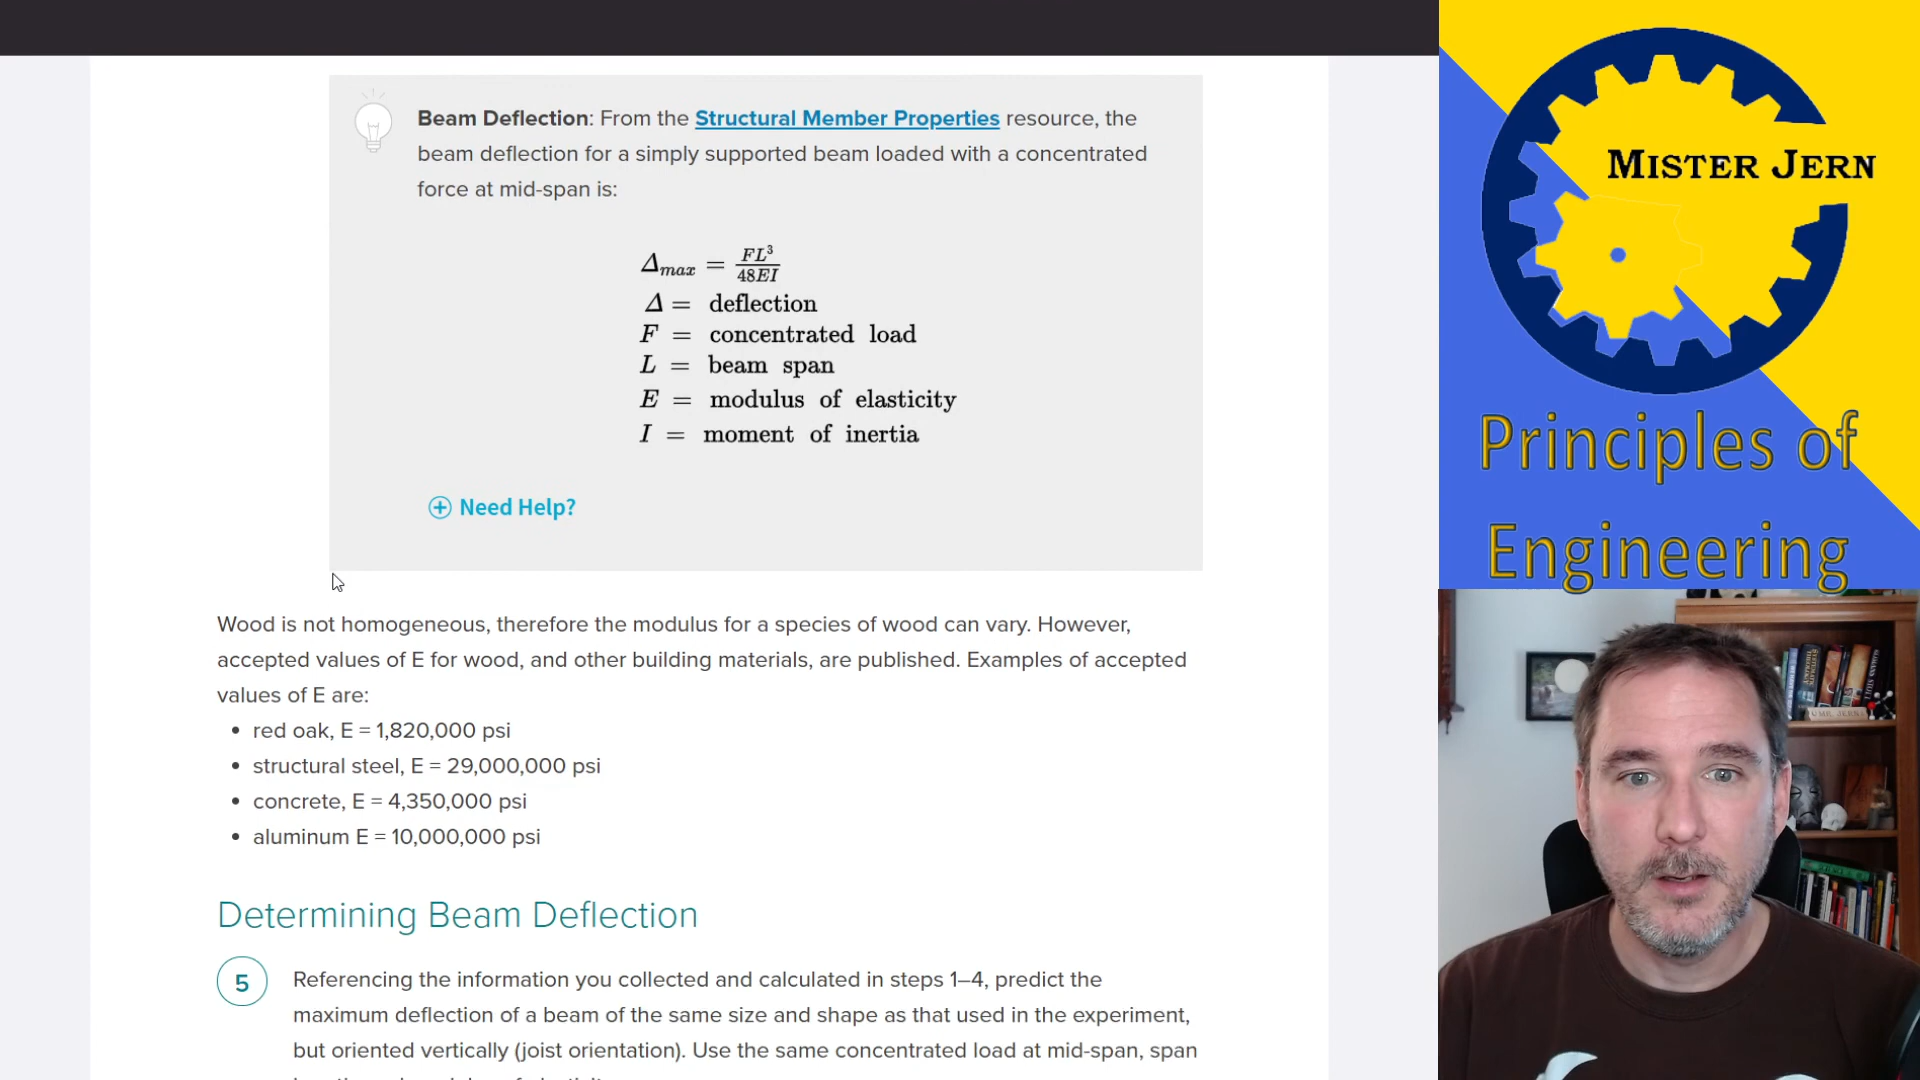 Beam Deflection: From the Structural Member Properties resource, the
beam deflection for a simply supported beam loaded with a concentrated
force at mid-span is:
Δmax = FL³/48EI
Δ = deflection
F = concentrated load
L = beam span
E = modulus of elasticity
I = moment of inertia
Need Help?
Wood is not homogeneous, therefore the modulus for a species of wood can vary. However,
accepted values of E for wood, and other building materials, are published. Examples of accepted
values of E are:
• red oak, E = 1,820,000 psi
• structural steel, E = 29,000,000 psi
• concrete, E = 4,350,000 psi
• aluminum E = 10,000,000 psi
Determining Beam Deflection
5
Referencing the information you collected and calculated in steps 1–4, predict the
maximum deflection of a beam of the same size and shape as that used in the experiment,
but oriented vertically (joist orientation). Use the same concentrated load at mid-span, span
MISTER JERN
Principles of
Engineering